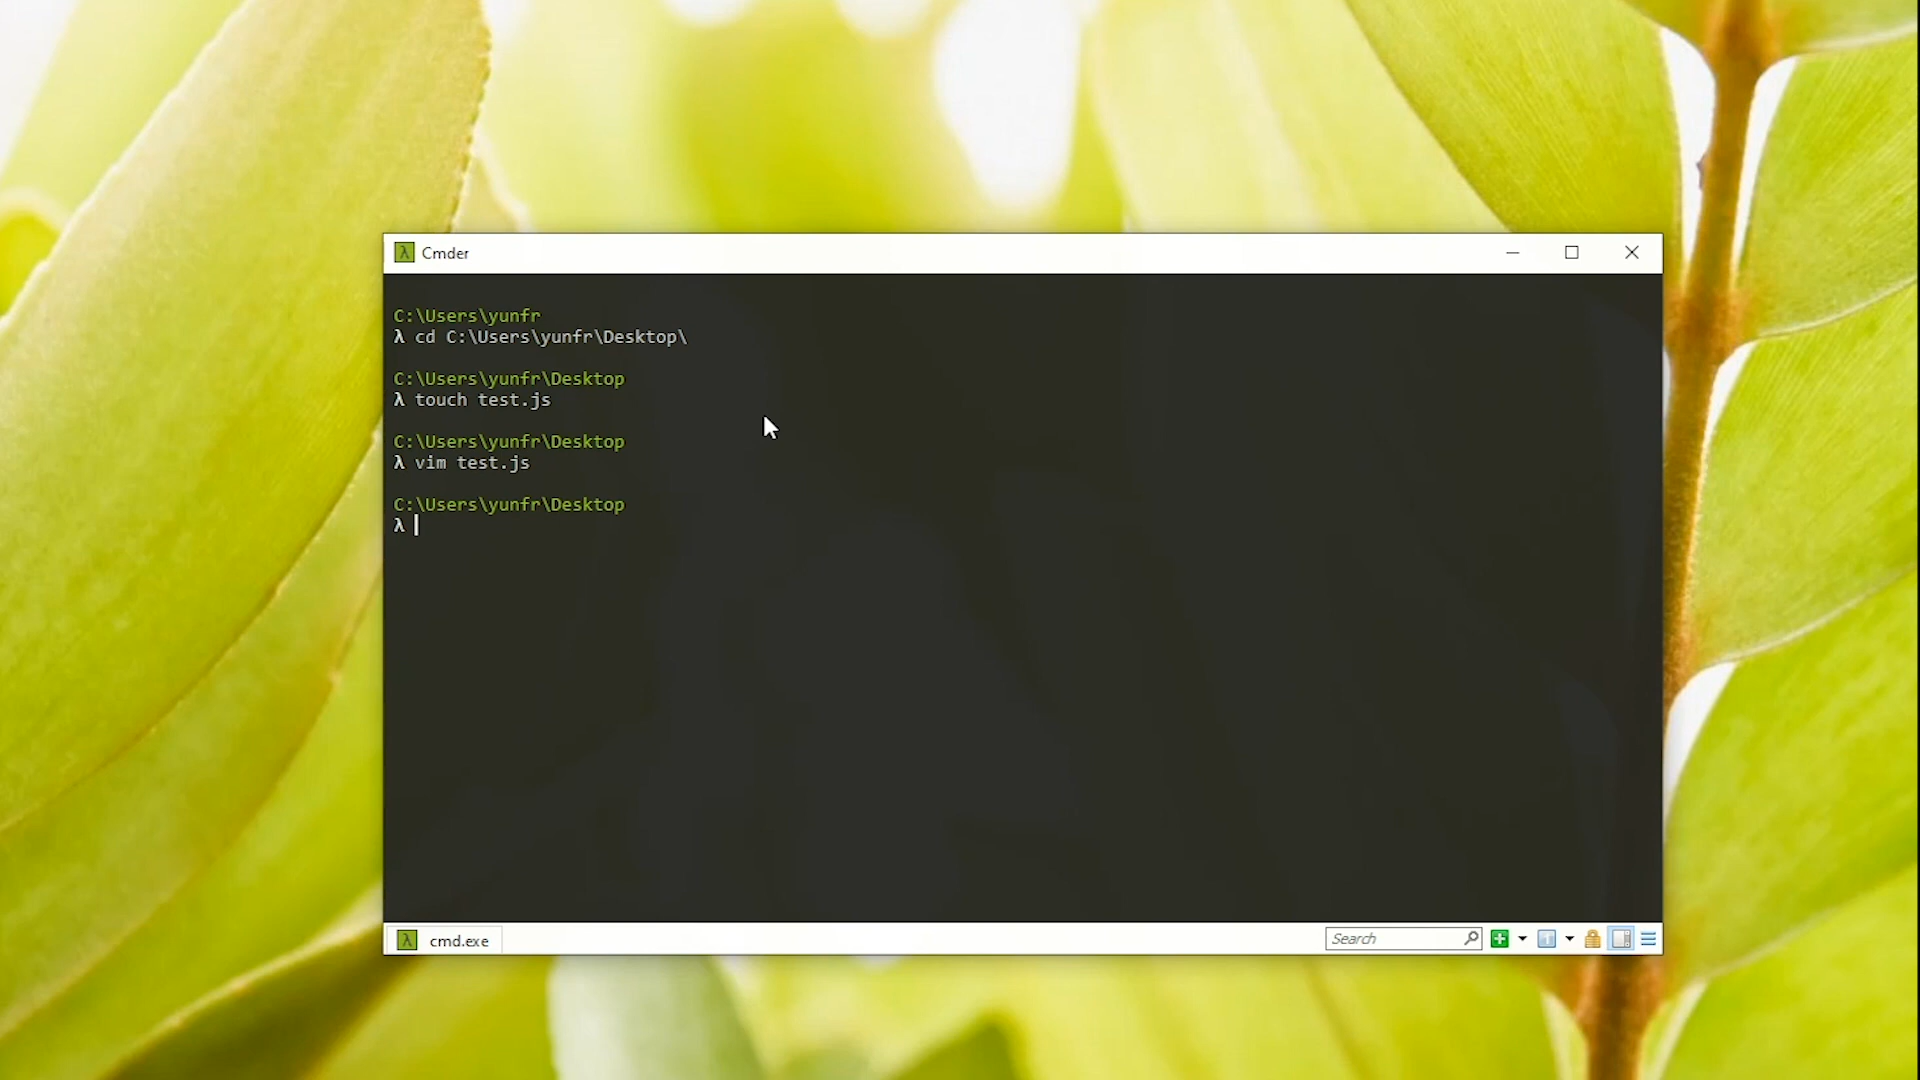 Cmder
C:\Users\yunfr
λ cd C:\Users\yunfr\Desktop\
C:\Users\yunfr\Desktop
λ touch test.js
C:\Users\yunfr\Desktop
λ vim test.js
C:\Users\yunfr\Desktop
λ
cmd.exe
Search